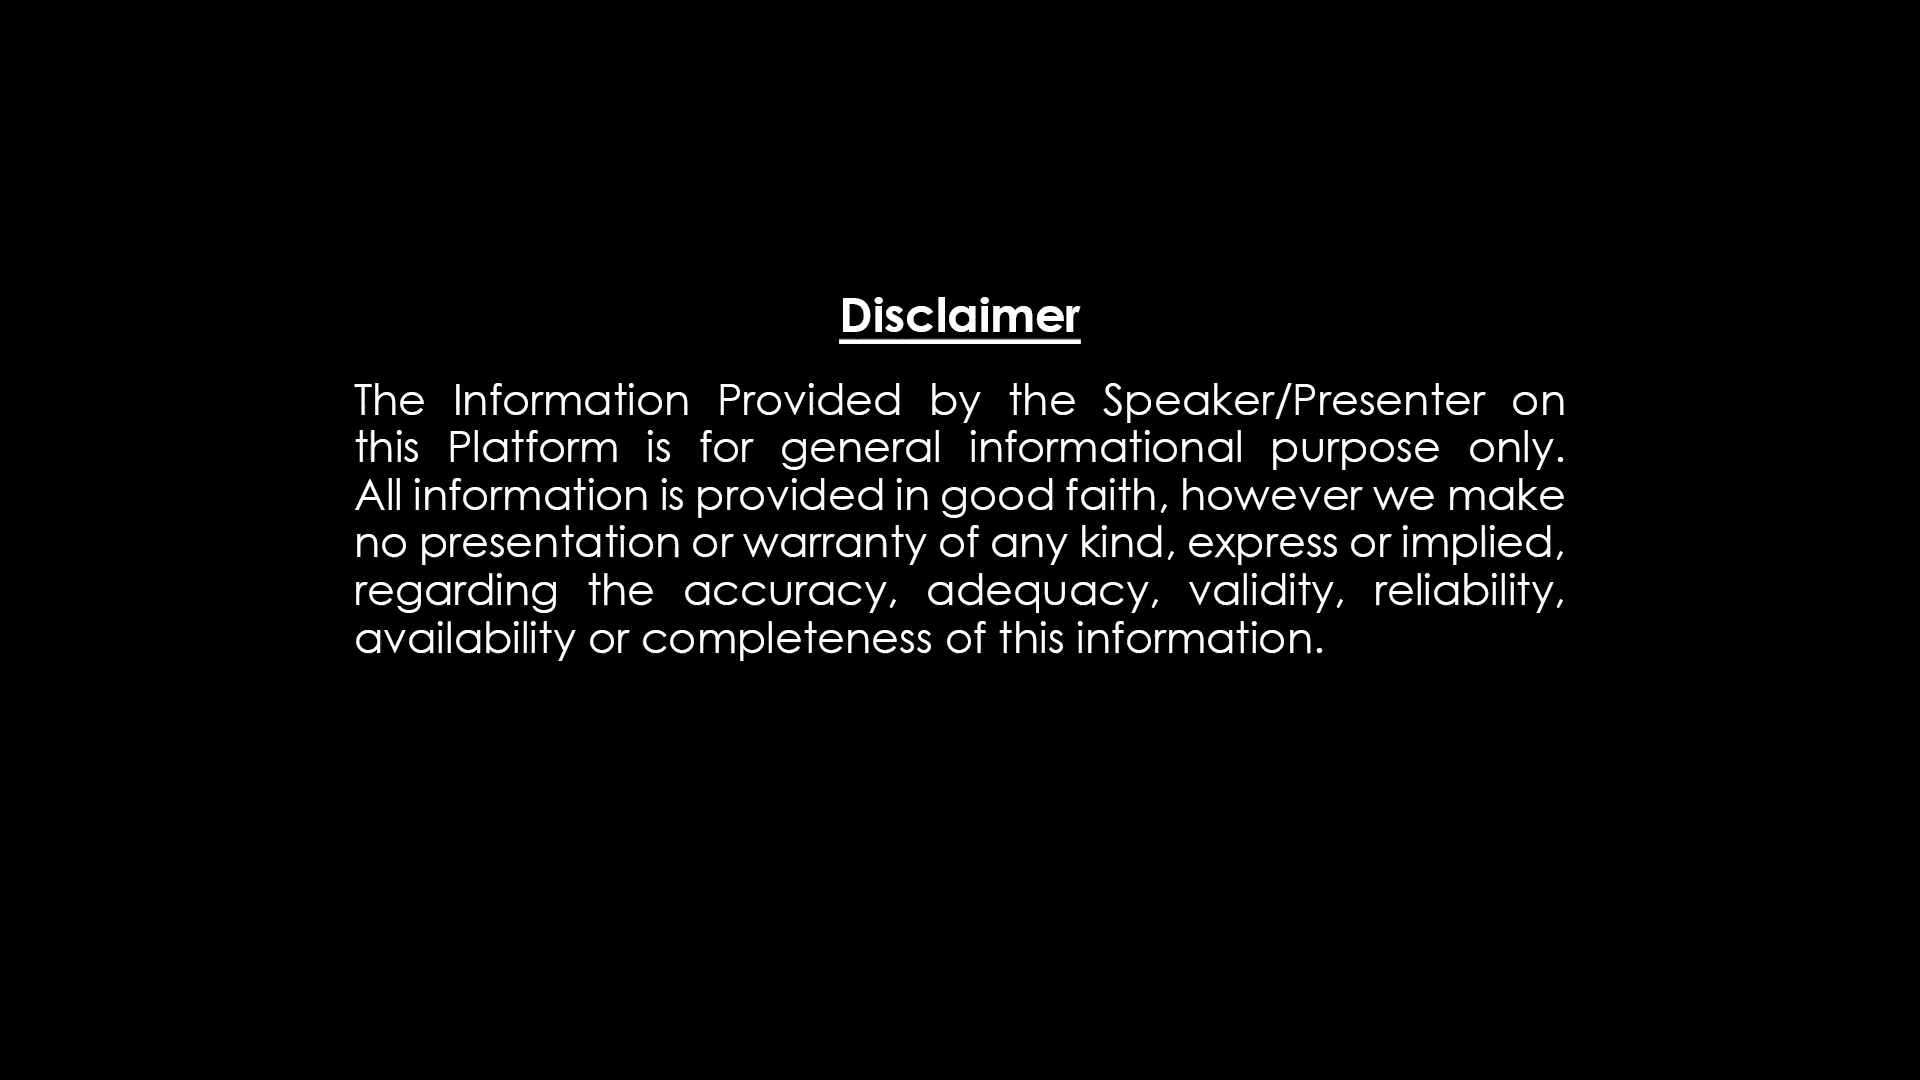 Disclaimer
The Information Provided by the Speaker/Presenter on
this Platform is for general informational purpose only.
All information is provided in good faith, however we make
no presentation or warranty of any kind, express or implied,
regarding the accuracy, adequacy, validity, reliability,
availability or completeness of this information.